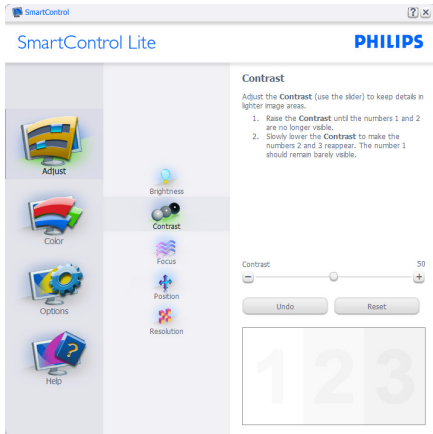 SmartControl
?
SmartControl Lite
PHILIPS
Adjust
Color
Options
?
Help
Brightness
Contrast
Focus
Position
Resolution
Contrast
Adjust the Contrast (use the slider) to keep details in
lighter image areas.
1. Raise the Contrast until the numbers 1 and 2
are no longer visible.
2. Slowly lower the Contrast to make the
numbers 2 and 3 reappear. The number 1
should remain barely visible.
Contrast 50
Undo Reset
1 2 3